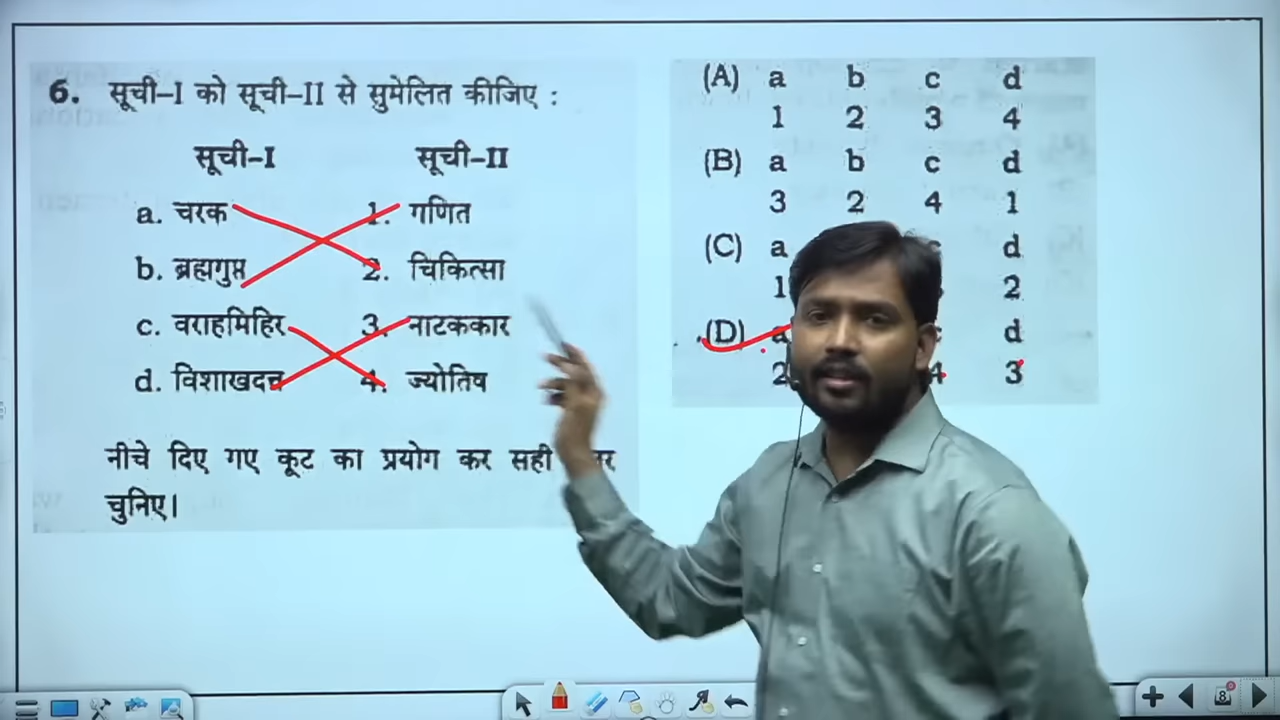 6. सूची–I को सूची–II से सुमेलित कीजिए :
सूची–I सूची–II
a. चरक 1. गणित
b. ब्रह्मगुप्त 2. चिकित्सा
c. वराहमिहिर 3. नाटककार
d. विशाखदत्त 4. ज्योतिष
नीचे दिए गए कूट का प्रयोग कर सही
चुनिए।
(A) a b c d
1 2 3 4
(B) a b c d
3 2 4 1
(C) a c d
1 2
(D) a c d
2 4 3
8